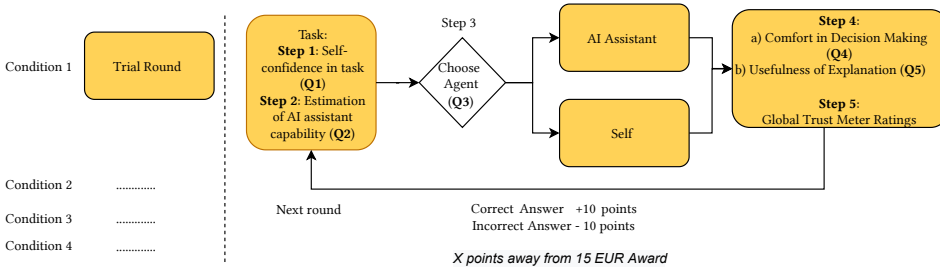 Condition 1
Trial Round
Condition 2 .............
Condition 3 .............
Condition 4 .............
Task:
Step 1: Self-
confidence in task
(Q1)
Step 2: Estimation
of AI assistant
capability (Q2)
Step 3
Choose
Agent
(Q3)
AI Assistant
Self
Step 4:
a) Comfort in Decision Making
(Q4)
b) Usefulness of Explanation (Q5)
Step 5:
Global Trust Meter Ratings
Next round
Correct Answer +10 points
Incorrect Answer - 10 points
X points away from 15 EUR Award